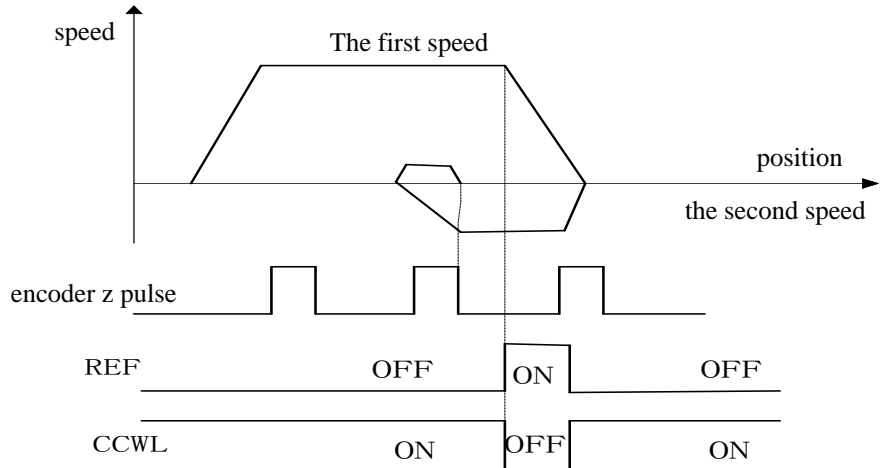 speed
The first speed
position
the second speed
encoder z pulse
REF
OFF
ON
OFF
CCWL
ON
OFF
ON